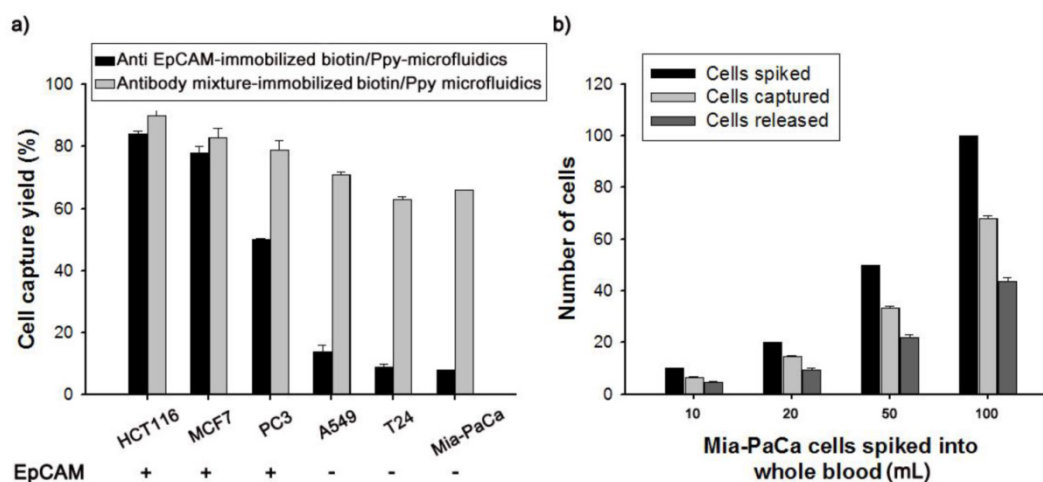 a)
Anti EpCAM-immobilized biotin/Ppy-microfluidics
Antibody mixture-immobilized biotin/Ppy microfluidics
Cell capture yield (%)
100
80
60
40
20
0
HCT116
MCF7
PC3
A549
T24
Mia-PaCa
EpCAM + + + - - -
b)
Cells spiked
Cells captured
Cells released
Number of cells
120
100
80
60
40
20
0
10 20 50 100
Mia-PaCa cells spiked into
whole blood (mL)